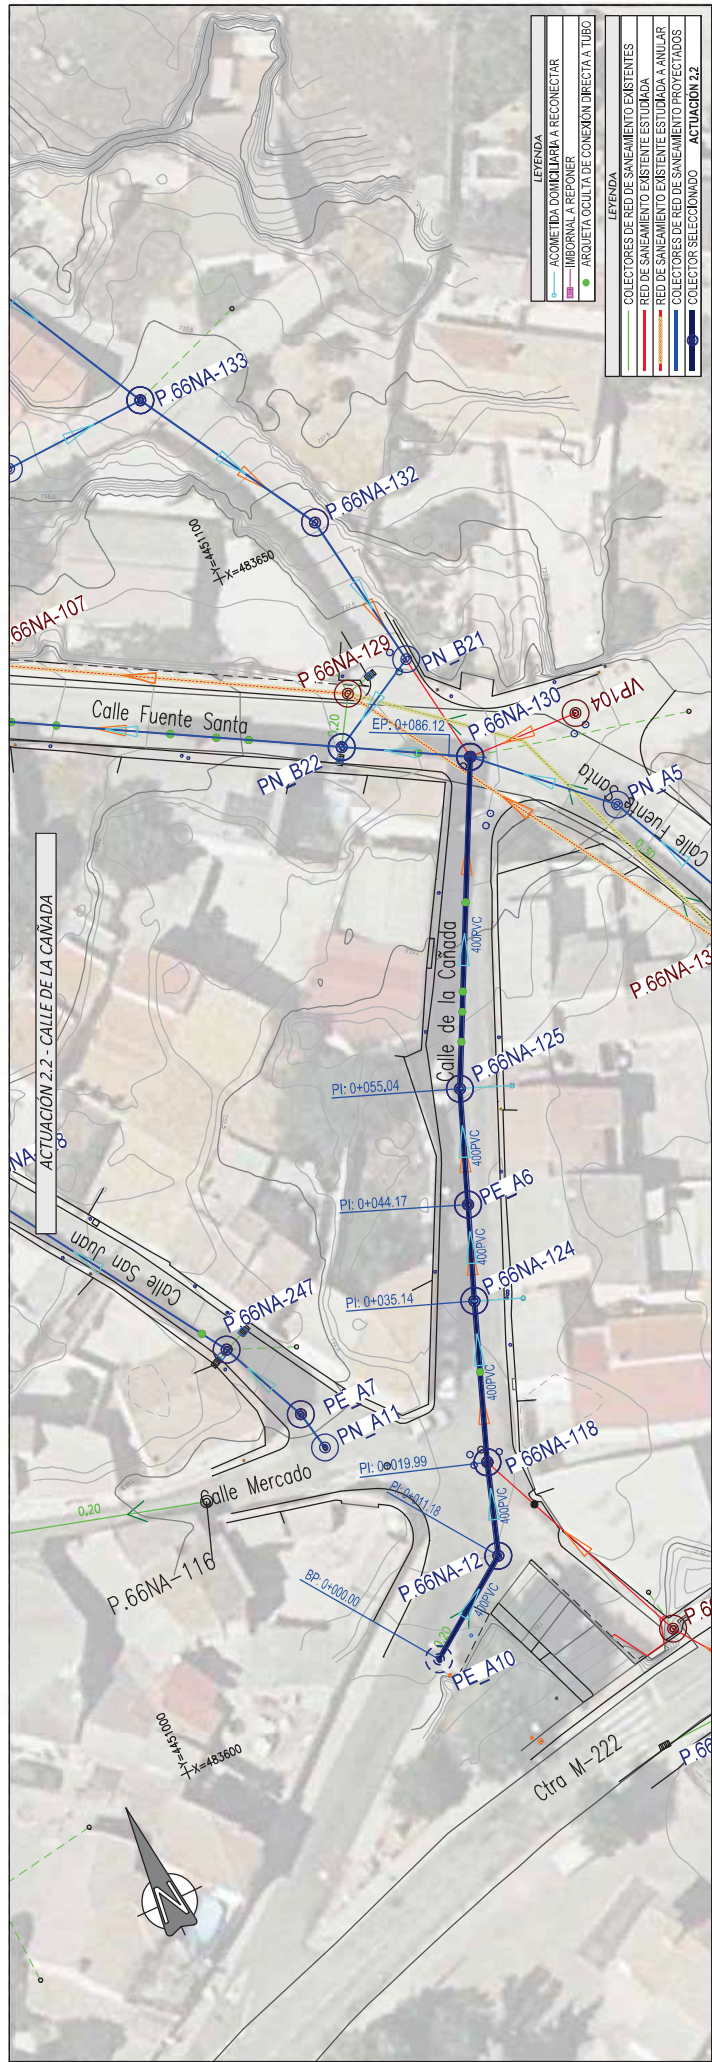 ACTUACIÓN 2.2 - CALLE DE LA CAÑADA
LEYENDA
ACOMETIDA DOMICILIARIA A RECONECTAR
IMBORNAL A REPONER
ARQUETA OCULTA DE CONEXIÓN DIRECTA A TUBO
LEYENDA
COLECTORES DE RED DE SANEAMIENTO EXISTENTES
RED DE SANEAMIENTO EXISTENTE ESTUDIADA
RED DE SANEAMIENTO EXISTENTE ESTUDIADA A ANULAR
COLECTORES DE RED DE SANEAMIENTO PROYECTADOS
COLECTOR SELECCIONADO ACTUACIÓN 2.2
P.66NA-133
P.66NA-132
Y=4451100
X=483650
.66NA-107
P.66NA-129
PN_B21
Calle Fuente Santa
0,20
EP: 0+086.12
P.66NA-130
VP104
PN_B22
PN_A5
Calle Fuente Santa
P.66NA-13
Calle de la Cañada
400PVC
P.66NA-125
PI: 0+055.04
400PVC
PE_A6
PI: 0+044.17
400PVC
P.66NA-124
PI: 0+035.14
400PVC
Calle San Juan
P.66NA-247
PE_A7
PN_A11
Calle Mercado
PI: 0+019.99
P.66NA-118
PI: 0+011.18
400PVC
P.66NA-12
0,20
P.66NA-116
BP: 0+000.00
400PVC
0,20
PE_A10
Ctra M-222
P.66
Y=4451000
X=483600
N